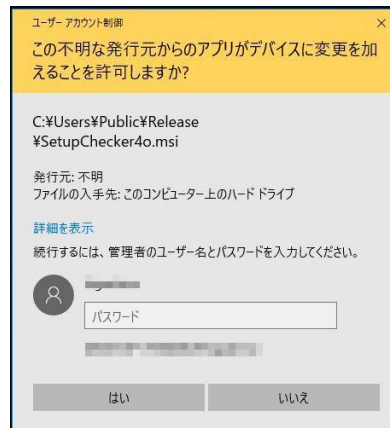 ユーザー アカウント制御
この不明な発行元からのアプリがデバイスに変更を加
えることを許可しますか?
C:¥Users¥Public¥Release
¥SetupChecker4o.msi
発行元: 不明
ファイルの入手先: このコンピューター上のハード ドライブ
詳細を表示
続行するには、管理者のユーザー名とパスワードを入力してください。
パスワード
はい
いいえ